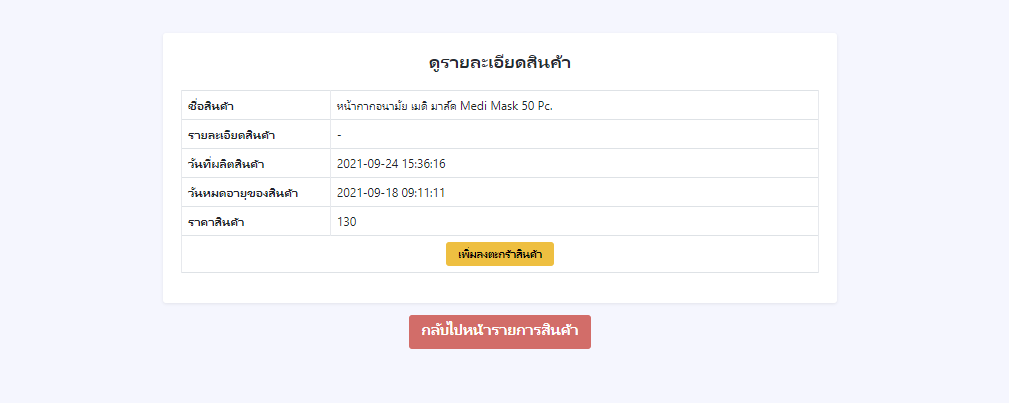 ดูรายละเอียดสินค้า
ชื่อสินค้า หน้ากากอนามัย เมดิ มาส์ค Medi Mask 50 Pc.
รายละเอียดสินค้า -
วันที่ผลิตสินค้า 2021-09-24 15:36:16
วันหมดอายุของสินค้า 2021-09-18 09:11:11
ราคาสินค้า 130
เพิ่มลงตะกร้าสินค้า
กลับไปหน้ารายการสินค้า